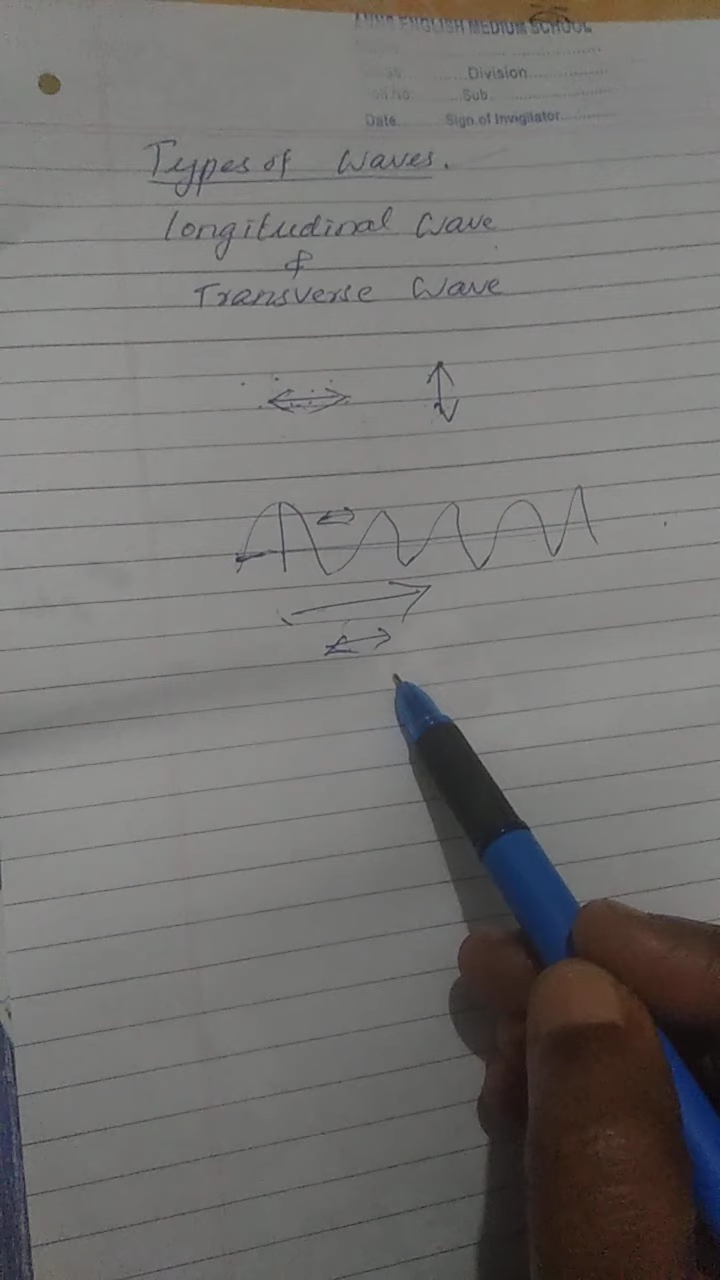 ENGLISH MEDIUM SCHOOL
Division
Sub
Date Sign of Invigilator
Types of Waves.
Longitudinal Wave
&
Transverse Wave